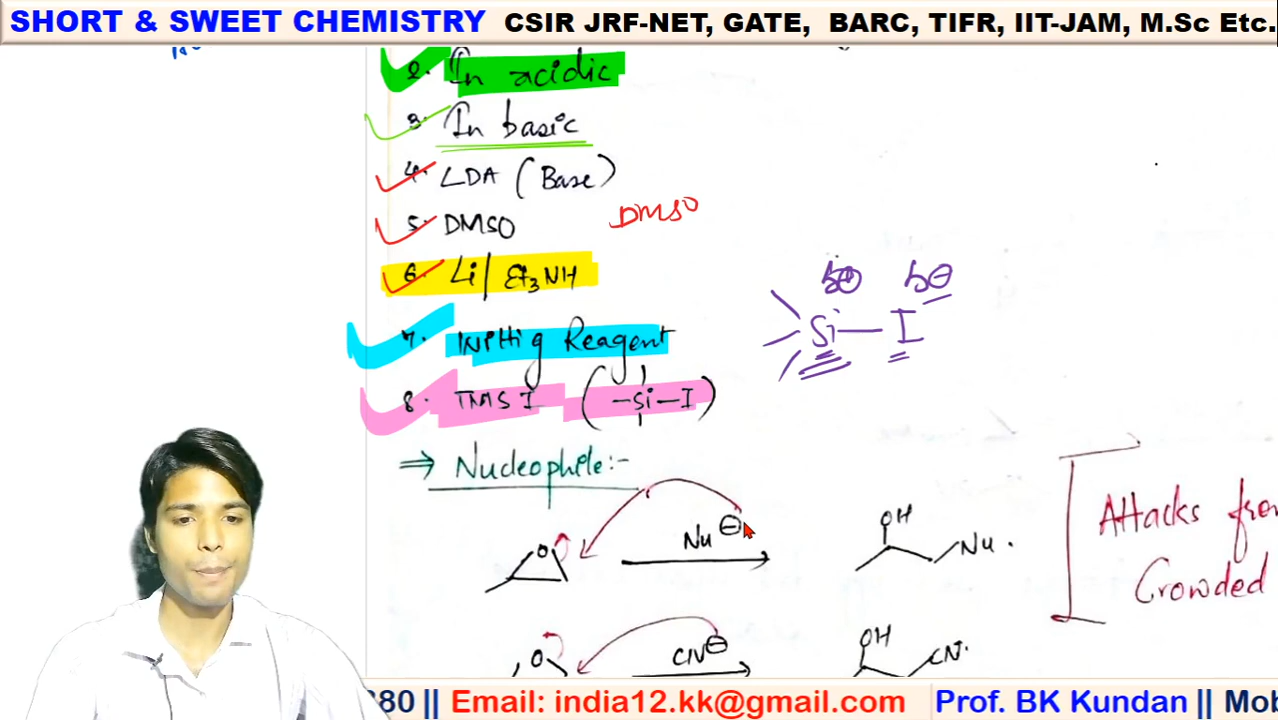 SHORT & SWEET CHEMISTRY CSIR JRF-NET, GATE, BARC, TIFR, IIT-JAM, M.Sc Etc.
2. In acidic
3. In basic
4. LDA (Base)
5. DMSO DMSO
6. Li/Et₃NH
δ⊕ δ⊖
Si—I
7. Wittig Reagent
8. TMSI (-Si-I)
⇒ Nucleophile:-
Attacks from
Nu⊖
OH
Nu.
O
Crowded
OH
O
CN⊖
CN.
380 || Email: india12.kk@gmail.com Prof. BK Kundan || Mob